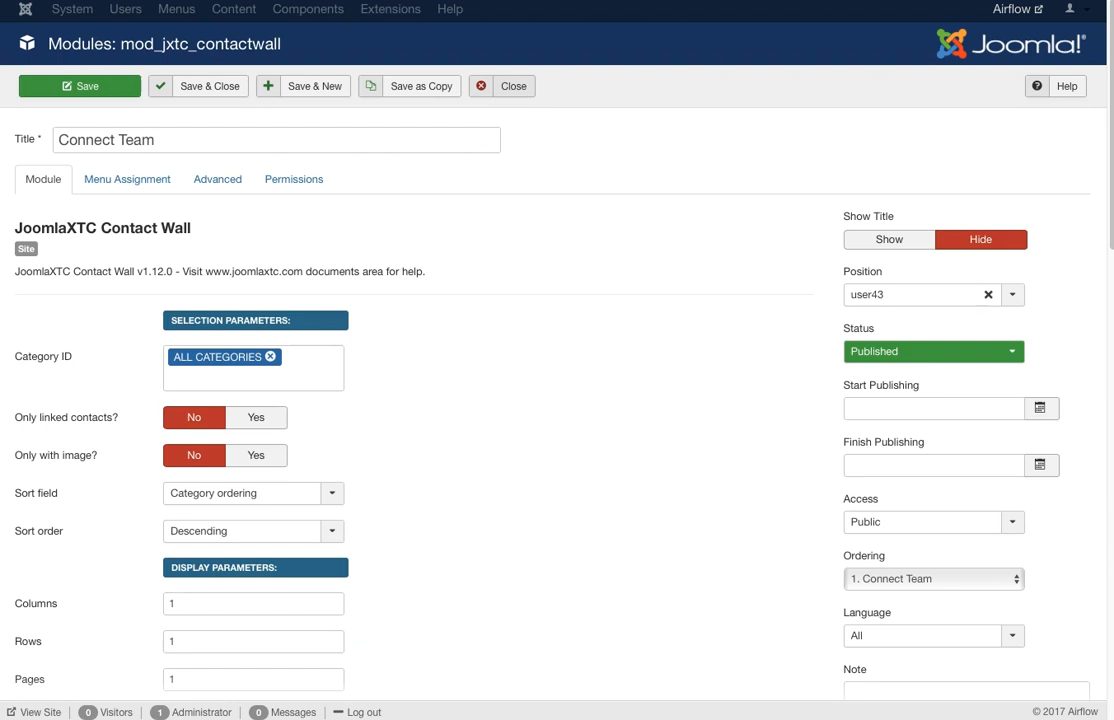 System Users Menus Content Components Extensions Help Airflow
Modules: mod_jxtc_contactwall Joomla!®
Save Save & Close Save & New Save as Copy Close Help
Title * Connect Team
Module Menu Assignment Advanced Permissions
JoomlaXTC Contact Wall
Site
JoomlaXTC Contact Wall v1.12.0 - Visit www.joomlaxtc.com documents area for help.
SELECTION PARAMETERS:
Category ID ALL CATEGORIES
Only linked contacts? No Yes
Only with image? No Yes
Sort field Category ordering
Sort order Descending
DISPLAY PARAMETERS:
Columns 1
Rows 1
Pages 1
Show Title
Show Hide
Position
user43
Status
Published
Start Publishing
Finish Publishing
Access
Public
Ordering
1. Connect Team
Language
All
Note
View Site 0 Visitors 1 Administrator 0 Messages Log out © 2017 Airflow